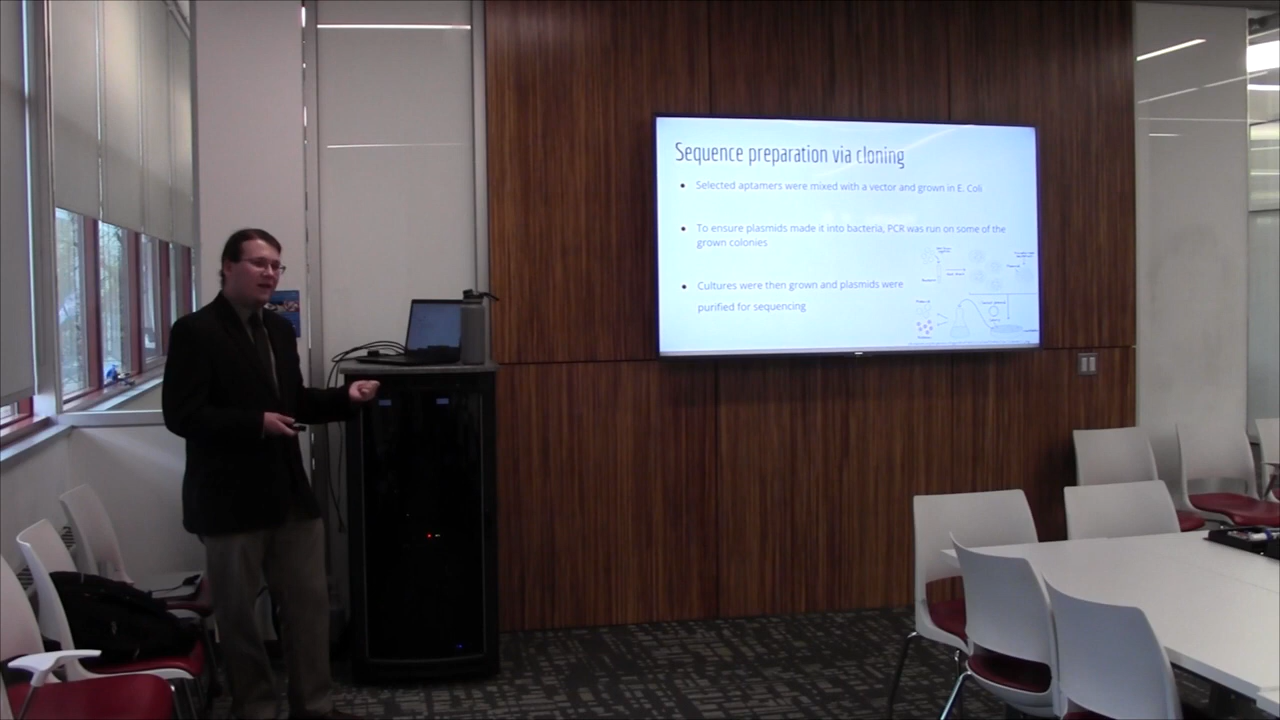 Sequence preparation via cloning
Selected aptamers were mixed with a vector and grown in E. Coli
To ensure plasmids made it into bacteria, PCR was run on some of the
grown colonies
Cultures were then grown and plasmids were
purified for sequencing